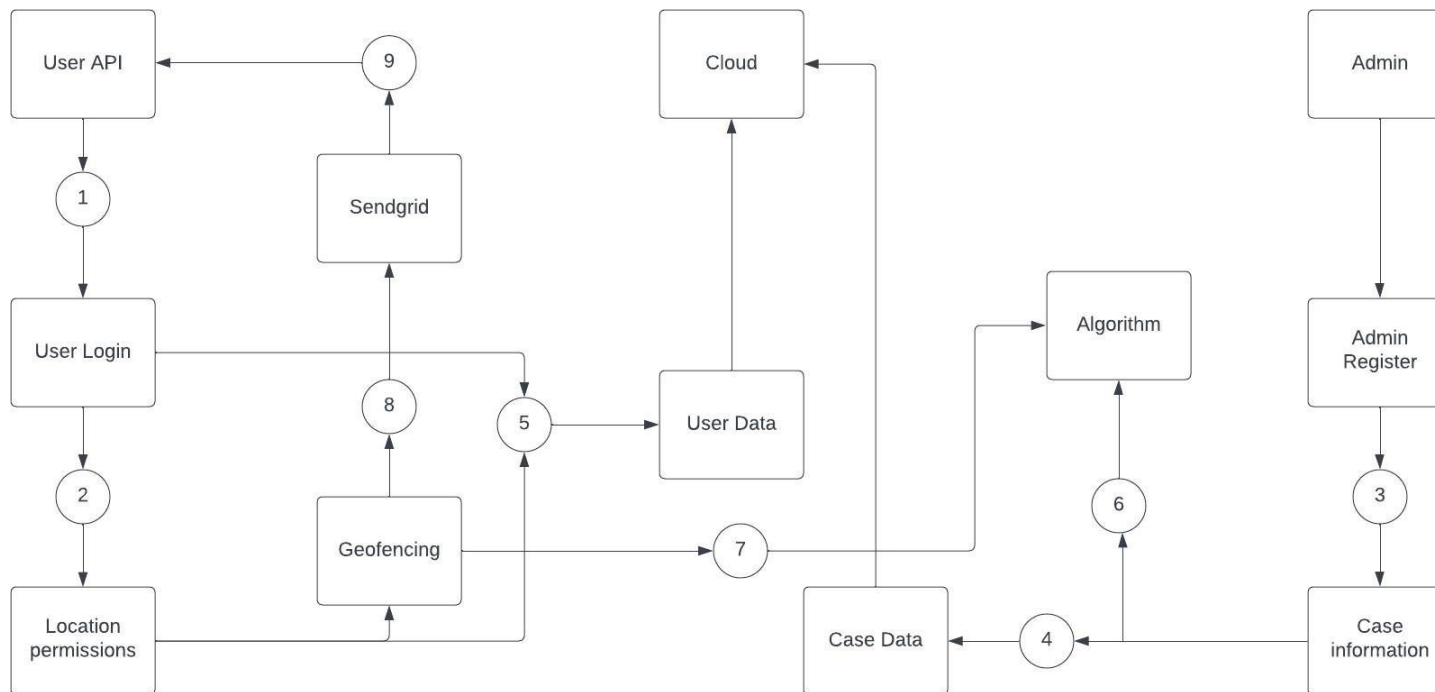 User API
9
Cloud
Admin
1
Sendgrid
User Login
Algorithm
Admin
Register
8
5
User Data
2
6
3
Geofencing
7
Location
permissions
Case Data
4
Case
information